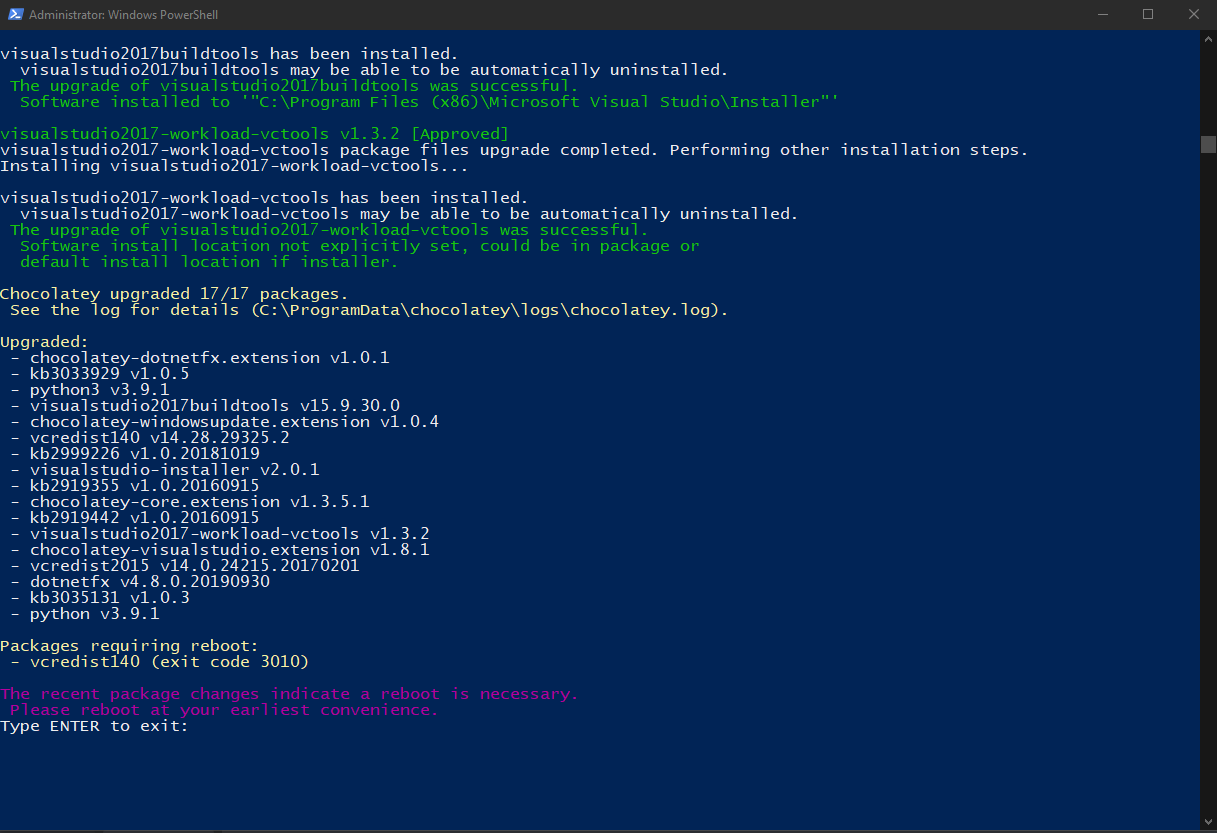 Administrator: Windows PowerShell
visualstudio2017buildtools has been installed.
visualstudio2017buildtools may be able to be automatically uninstalled.
The upgrade of visualstudio2017buildtools was successful.
Software installed to '"C:\Program Files (x86)\Microsoft Visual Studio\Installer"'
visualstudio2017-workload-vctools v1.3.2 [Approved]
visualstudio2017-workload-vctools package files upgrade completed. Performing other installation steps.
Installing visualstudio2017-workload-vctools...
visualstudio2017-workload-vctools has been installed.
visualstudio2017-workload-vctools may be able to be automatically uninstalled.
The upgrade of visualstudio2017-workload-vctools was successful.
Software install location not explicitly set, could be in package or
default install location if installer.
Chocolatey upgraded 17/17 packages.
See the log for details (C:\ProgramData\chocolatey\logs\chocolatey.log).
Upgraded:
- chocolatey-dotnetfx.extension v1.0.1
- kb3033929 v1.0.5
- python3 v3.9.1
- visualstudio2017buildtools v15.9.30.0
- chocolatey-windowsupdate.extension v1.0.4
- vcredist140 v14.28.29325.2
- kb2999226 v1.0.20181019
- visualstudio-installer v2.0.1
- kb2919355 v1.0.20160915
- chocolatey-core.extension v1.3.5.1
- kb2919442 v1.0.20160915
- visualstudio2017-workload-vctools v1.3.2
- chocolatey-visualstudio.extension v1.8.1
- vcredist2015 v14.0.24215.20170201
- dotnetfx v4.8.0.20190930
- kb3035131 v1.0.3
- python v3.9.1
Packages requiring reboot:
- vcredist140 (exit code 3010)
The recent package changes indicate a reboot is necessary.
Please reboot at your earliest convenience.
Type ENTER to exit: